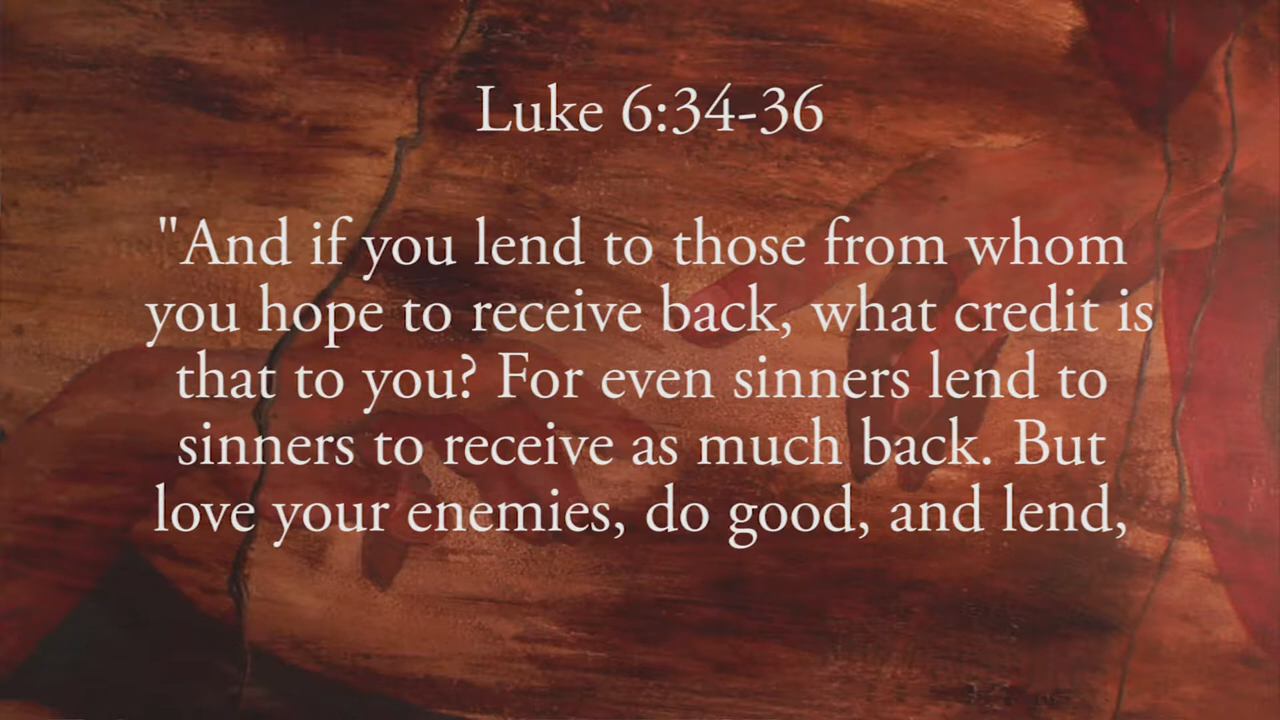 Luke 6:34-36
"And if you lend to those from whom
you hope to receive back, what credit is
that to you? For even sinners lend to
sinners to receive as much back. But
love your enemies, do good, and lend,